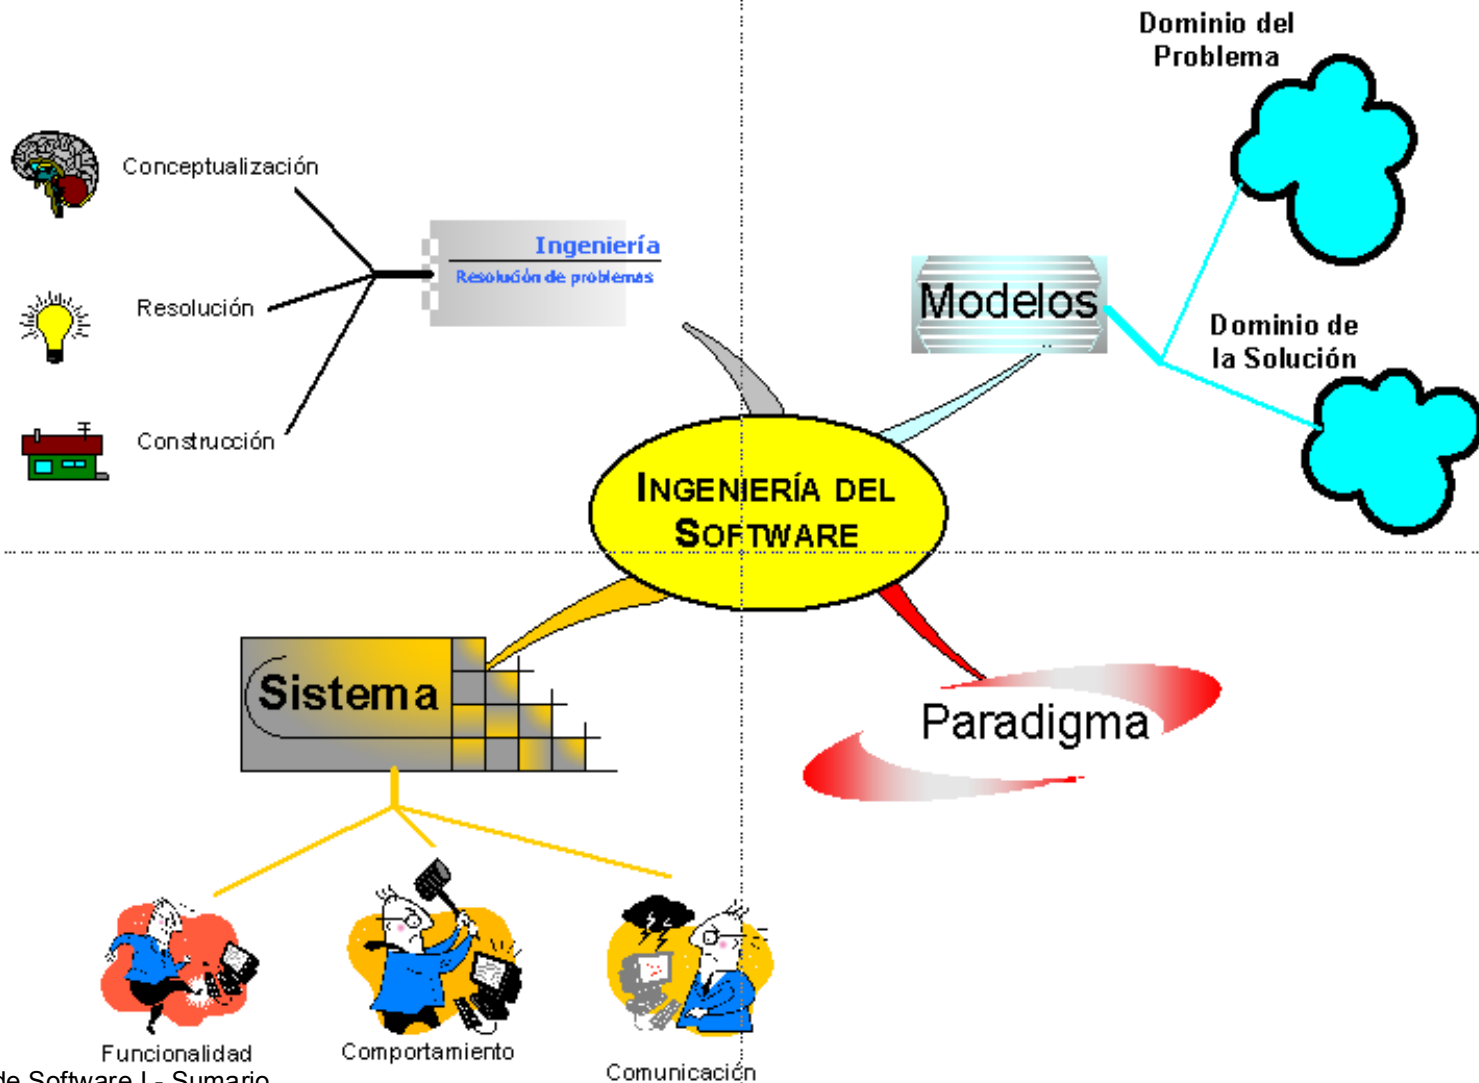 Dominio del
Problema
Conceptualización
Ingeniería
Resolución de problemas
Resolución
Modelos
Dominio de
la Solución
Construcción
INGENIERÍA DEL
SOFTWARE
Sistema
Paradigma
Funcionalidad
Comportamiento
Comunicación
de Software I - Sumario